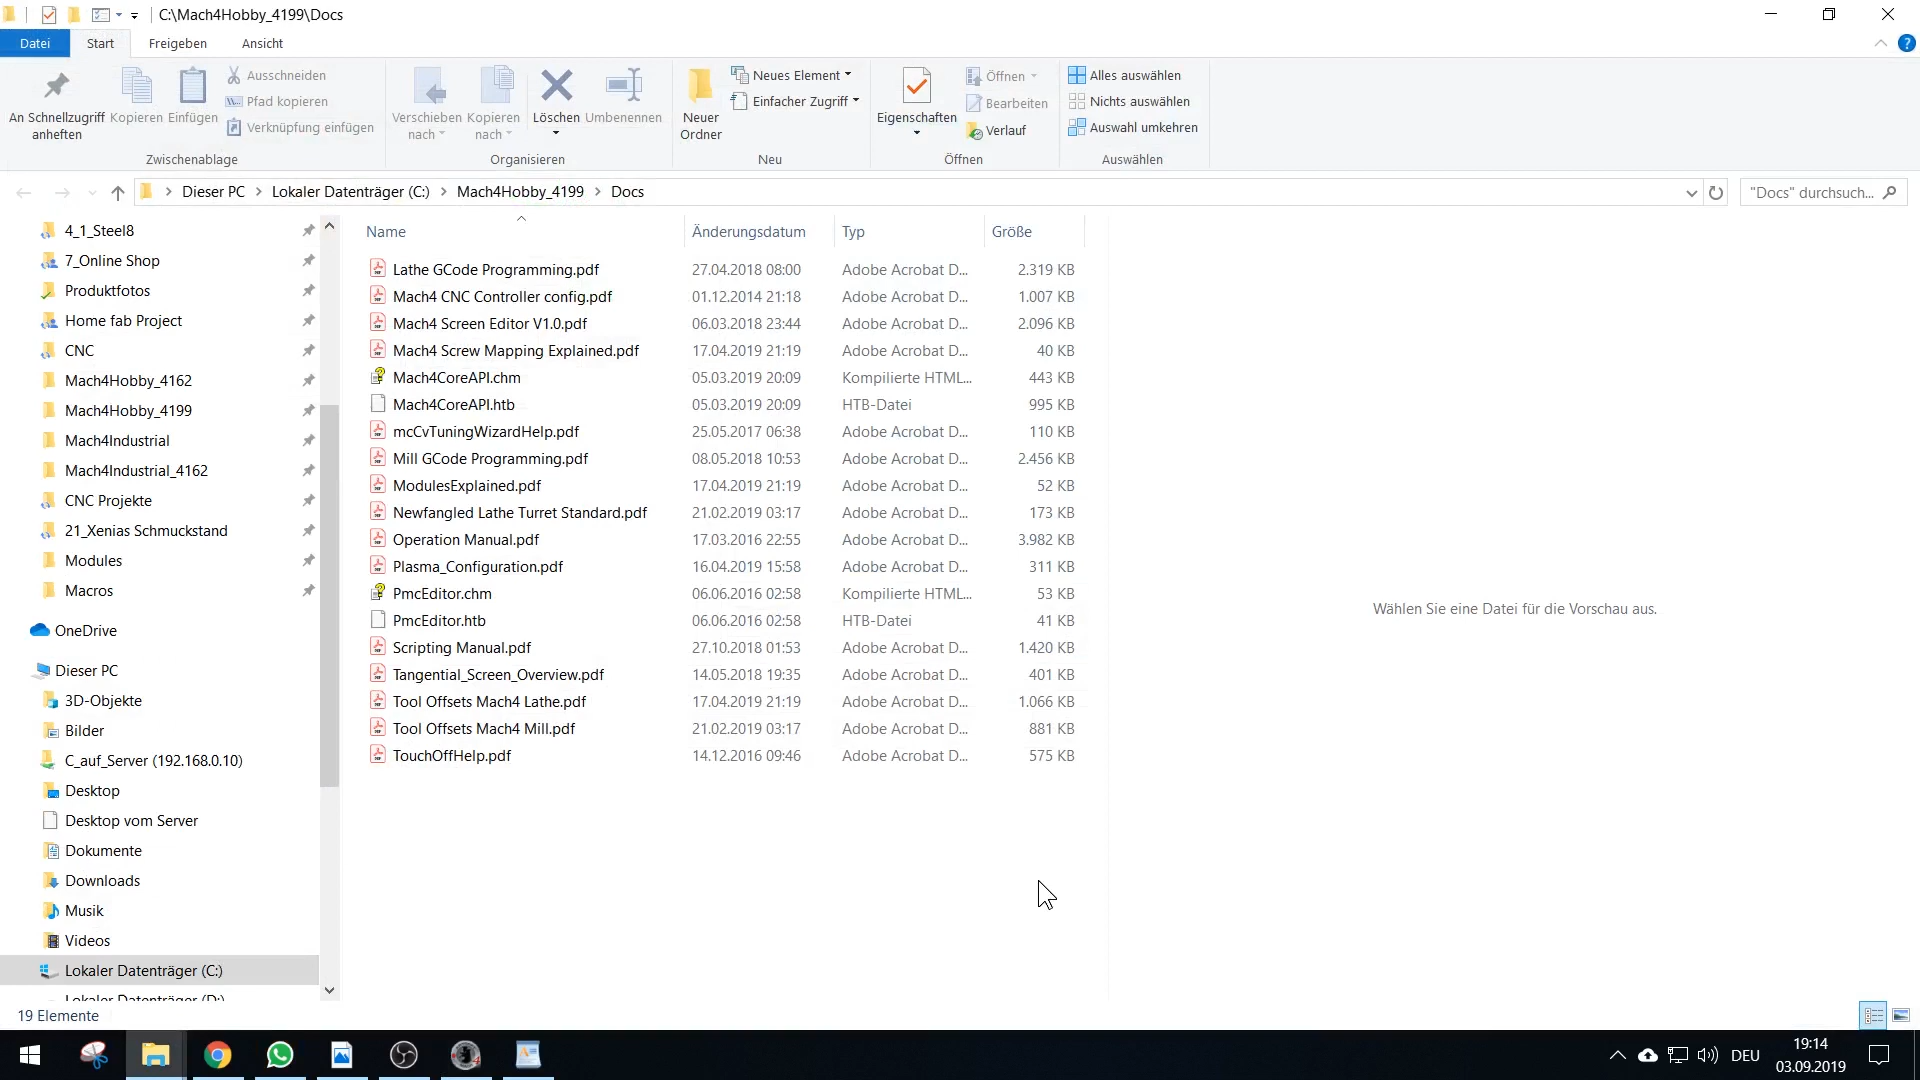 C:\Mach4Hobby_4199\Docs
Datei Start Freigeben Ansicht
An Schnellzugriff anheften
Kopieren
Einfügen
Ausschneiden
Pfad kopieren
Verknüpfung einfügen
Zwischenablage
Verschieben nach
Kopieren nach
Löschen
Umbenennen
Organisieren
Neuer Ordner
Neues Element
Einfacher Zugriff
Neu
Eigenschaften
Öffnen
Bearbeiten
Verlauf
Öffnen
Alles auswählen
Nichts auswählen
Auswahl umkehren
Auswählen
Dieser PC > Lokaler Datenträger (C:) > Mach4Hobby_4199 > Docs
"Docs" durchsuch...
4_1_Steel8
7_Online Shop
Produktfotos
Home fab Project
CNC
Mach4Hobby_4162
Mach4Hobby_4199
Mach4Industrial
Mach4Industrial_4162
CNC Projekte
21_Xenias Schmuckstand
Modules
Macros
OneDrive
Dieser PC
3D-Objekte
Bilder
C_auf_Server (192.168.0.10)
Desktop
Desktop vom Server
Dokumente
Downloads
Musik
Videos
Lokaler Datenträger (C:)
Lokaler Datenträger (D:)
Name Änderungsdatum Typ Größe
Lathe GCode Programming.pdf 27.04.2018 08:00 Adobe Acrobat D... 2.319 KB
Mach4 CNC Controller config.pdf 01.12.2014 21:18 Adobe Acrobat D... 1.007 KB
Mach4 Screen Editor V1.0.pdf 06.03.2018 23:44 Adobe Acrobat D... 2.096 KB
Mach4 Screw Mapping Explained.pdf 17.04.2019 21:19 Adobe Acrobat D... 40 KB
Mach4CoreAPI.chm 05.03.2019 20:09 Kompilierte HTML... 443 KB
Mach4CoreAPI.htb 05.03.2019 20:09 HTB-Datei 995 KB
mcCvTuningWizardHelp.pdf 25.05.2017 06:38 Adobe Acrobat D... 110 KB
Mill GCode Programming.pdf 08.05.2018 10:53 Adobe Acrobat D... 2.456 KB
ModulesExplained.pdf 17.04.2019 21:19 Adobe Acrobat D... 52 KB
Newfangled Lathe Turret Standard.pdf 21.02.2019 03:17 Adobe Acrobat D... 173 KB
Operation Manual.pdf 17.03.2016 22:55 Adobe Acrobat D... 3.982 KB
Plasma_Configuration.pdf 16.04.2019 15:58 Adobe Acrobat D... 311 KB
PmcEditor.chm 06.06.2016 02:58 Kompilierte HTML... 53 KB
PmcEditor.htb 06.06.2016 02:58 HTB-Datei 41 KB
Scripting Manual.pdf 27.10.2018 01:53 Adobe Acrobat D... 1.420 KB
Tangential_Screen_Overview.pdf 14.05.2018 19:35 Adobe Acrobat D... 401 KB
Tool Offsets Mach4 Lathe.pdf 17.04.2019 21:19 Adobe Acrobat D... 1.066 KB
Tool Offsets Mach4 Mill.pdf 21.02.2019 03:17 Adobe Acrobat D... 881 KB
TouchOffHelp.pdf 14.12.2016 09:46 Adobe Acrobat D... 575 KB
Wählen Sie eine Datei für die Vorschau aus.
19 Elemente
DEU
19:14
03.09.2019